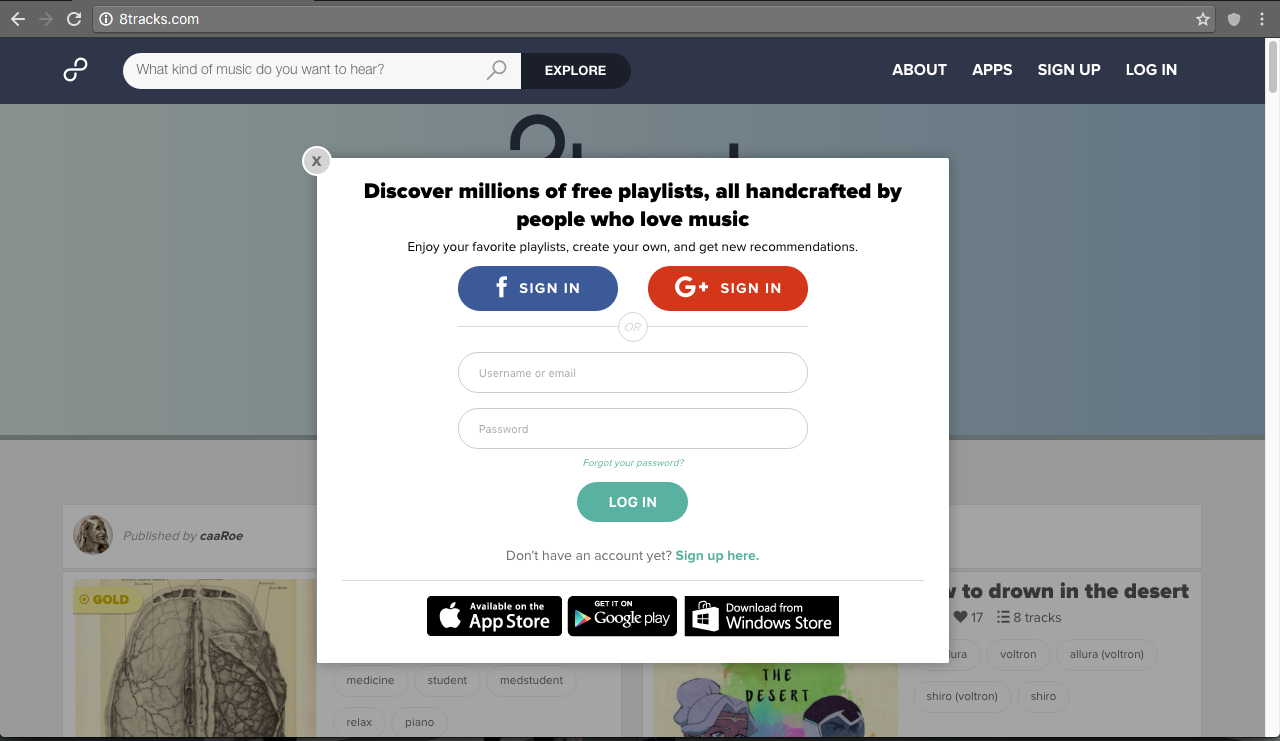 8tracks.com
What kind of music do you want to hear?
EXPLORE
ABOUT
APPS
SIGN UP
LOG IN
x
Discover millions of free playlists, all handcrafted by
people who love music
Enjoy your favorite playlists, create your own, and get new recommendations.
f SIGN IN
G+ SIGN IN
OR
Username or email
Password
Forgot your password?
LOG IN
Don't have an account yet? Sign up here.
Available on the
App Store
GET IT ON
Google play
Download from
Windows Store
Published by caaRoe
GOLD
medicine
student
medstudent
relax
piano
to drown in the desert
17
8 tracks
voltron
allura (voltron)
shiro (voltron)
shiro
THE
DESERT